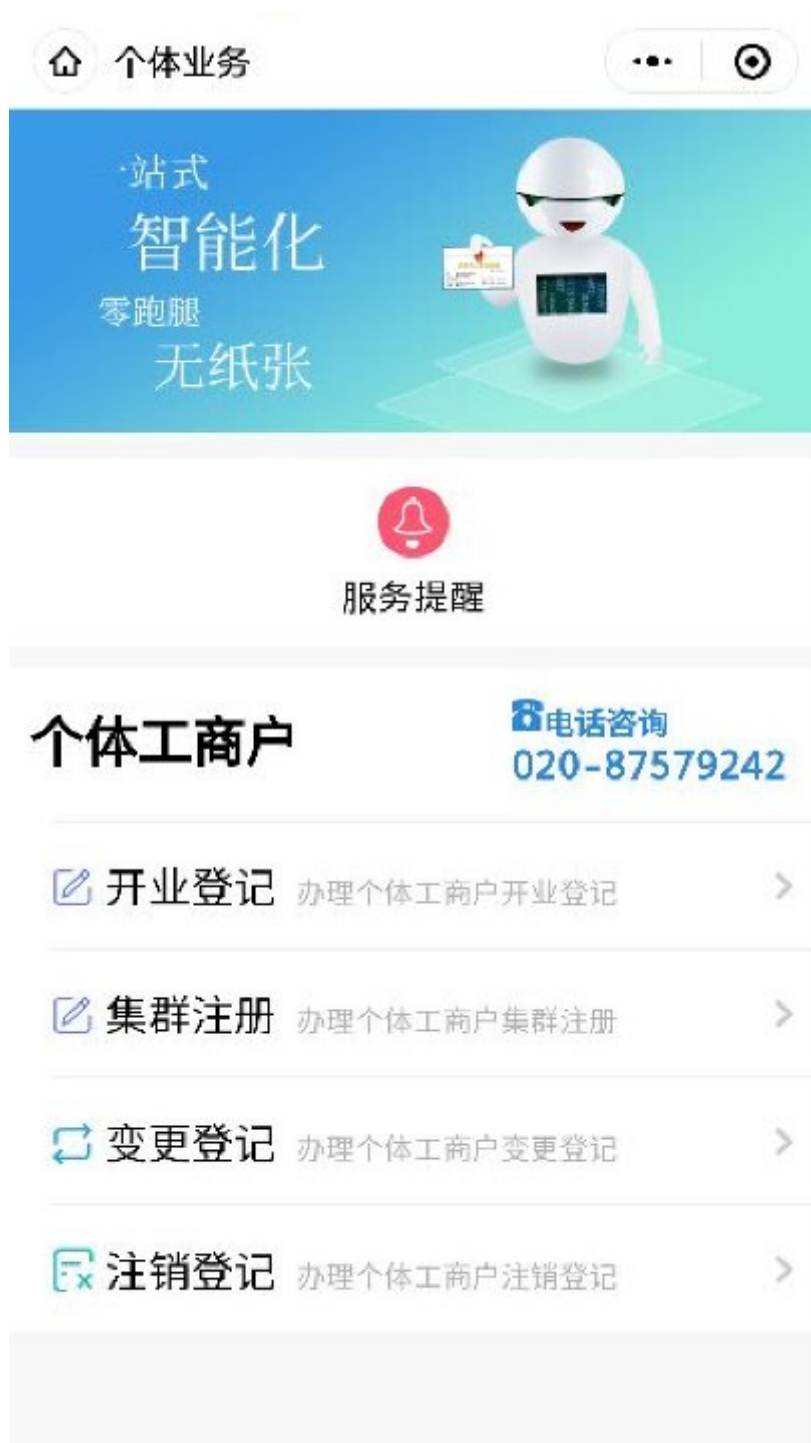 个体业务
一站式
智能化
零跑腿
无纸张
服务提醒
个体工商户
☎电话咨询
020-87579242
开业登记 办理个体工商户开业登记
集群注册 办理个体工商户集群注册
变更登记 办理个体工商户变更登记
注销登记 办理个体工商户注销登记